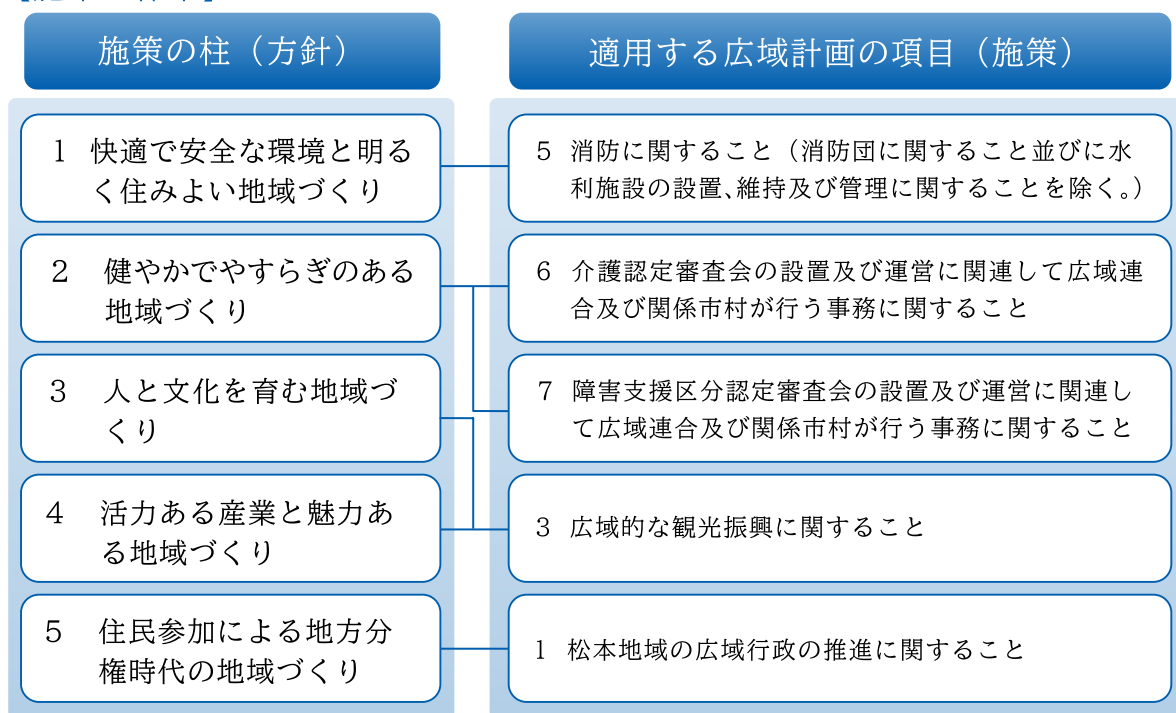 施策の柱（方針）
適用する広域計画の項目（施策）
1 快適で安全な環境と明る
く住みよい地域づくり
5 消防に関すること（消防団に関すること並びに水
利施設の設置、維持及び管理に関することを除く。）
2 健やかでやすらぎのある
地域づくり
6 介護認定審査会の設置及び運営に関連して広域連
合及び関係市村が行う事務に関すること
3 人と文化を育む地域づ
くり
7 障害支援区分認定審査会の設置及び運営に関連し
て広域連合及び関係市村が行う事務に関すること
4 活力ある産業と魅力あ
る地域づくり
3 広域的な観光振興に関すること
5 住民参加による地方分
権時代の地域づくり
1 松本地域の広域行政の推進に関すること